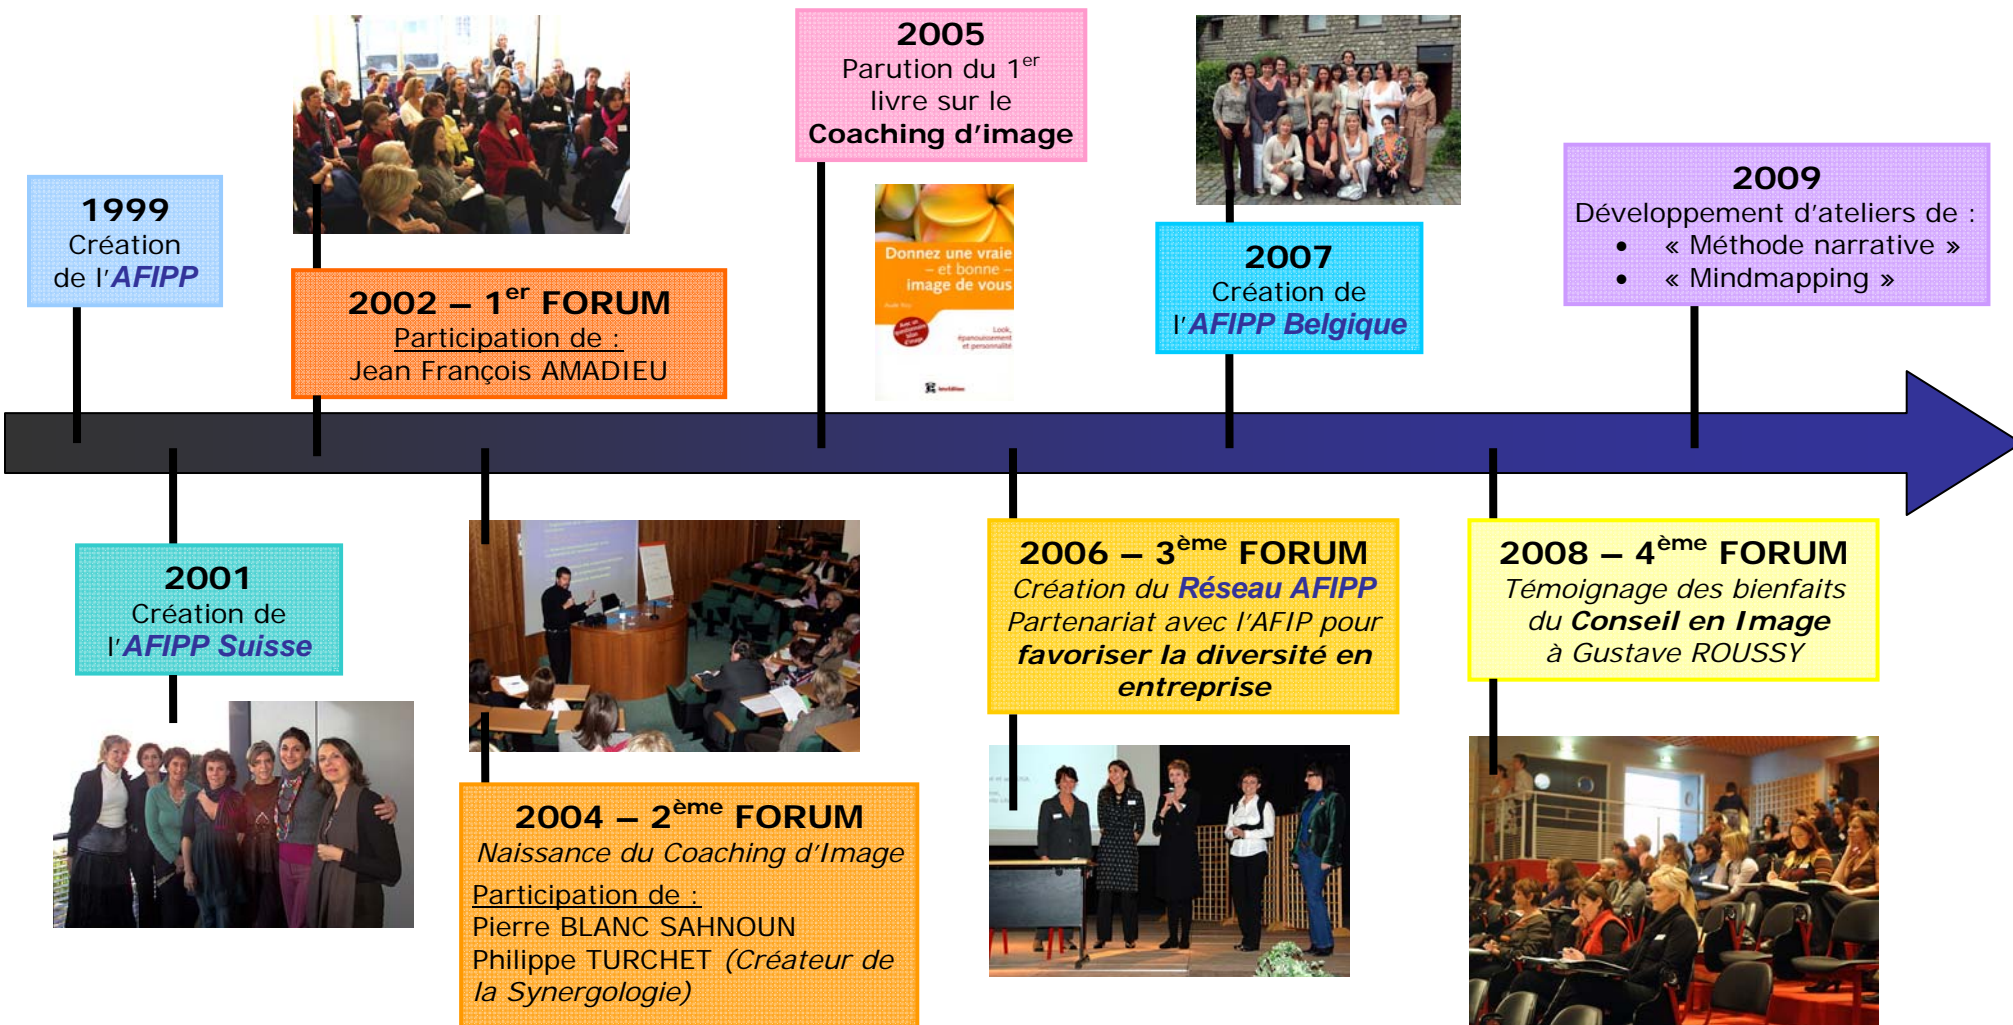 1999
Création
de l'AFIPP
2002 – 1er FORUM
Participation de :
Jean François AMADIEU
2005
Parution du 1er
livre sur le
Coaching d'image
Donnez une vraie
– et bonne –
image de vous
Look,
épanouissement
et personnalité
2007
Création de
l'AFIPP Belgique
2009
Développement d'ateliers de :
• « Méthode narrative »
• « Mindmapping »
2001
Création de
l'AFIPP Suisse
2004 – 2ème FORUM
Naissance du Coaching d'Image
Participation de :
Pierre BLANC SAHNOUN
Philippe TURCHET (Créateur de
la Synergologie)
2006 – 3ème FORUM
Création du Réseau AFIPP
Partenariat avec l'AFIP pour
favoriser la diversité en
entreprise
2008 – 4ème FORUM
Témoignage des bienfaits
du Conseil en Image
à Gustave ROUSSY